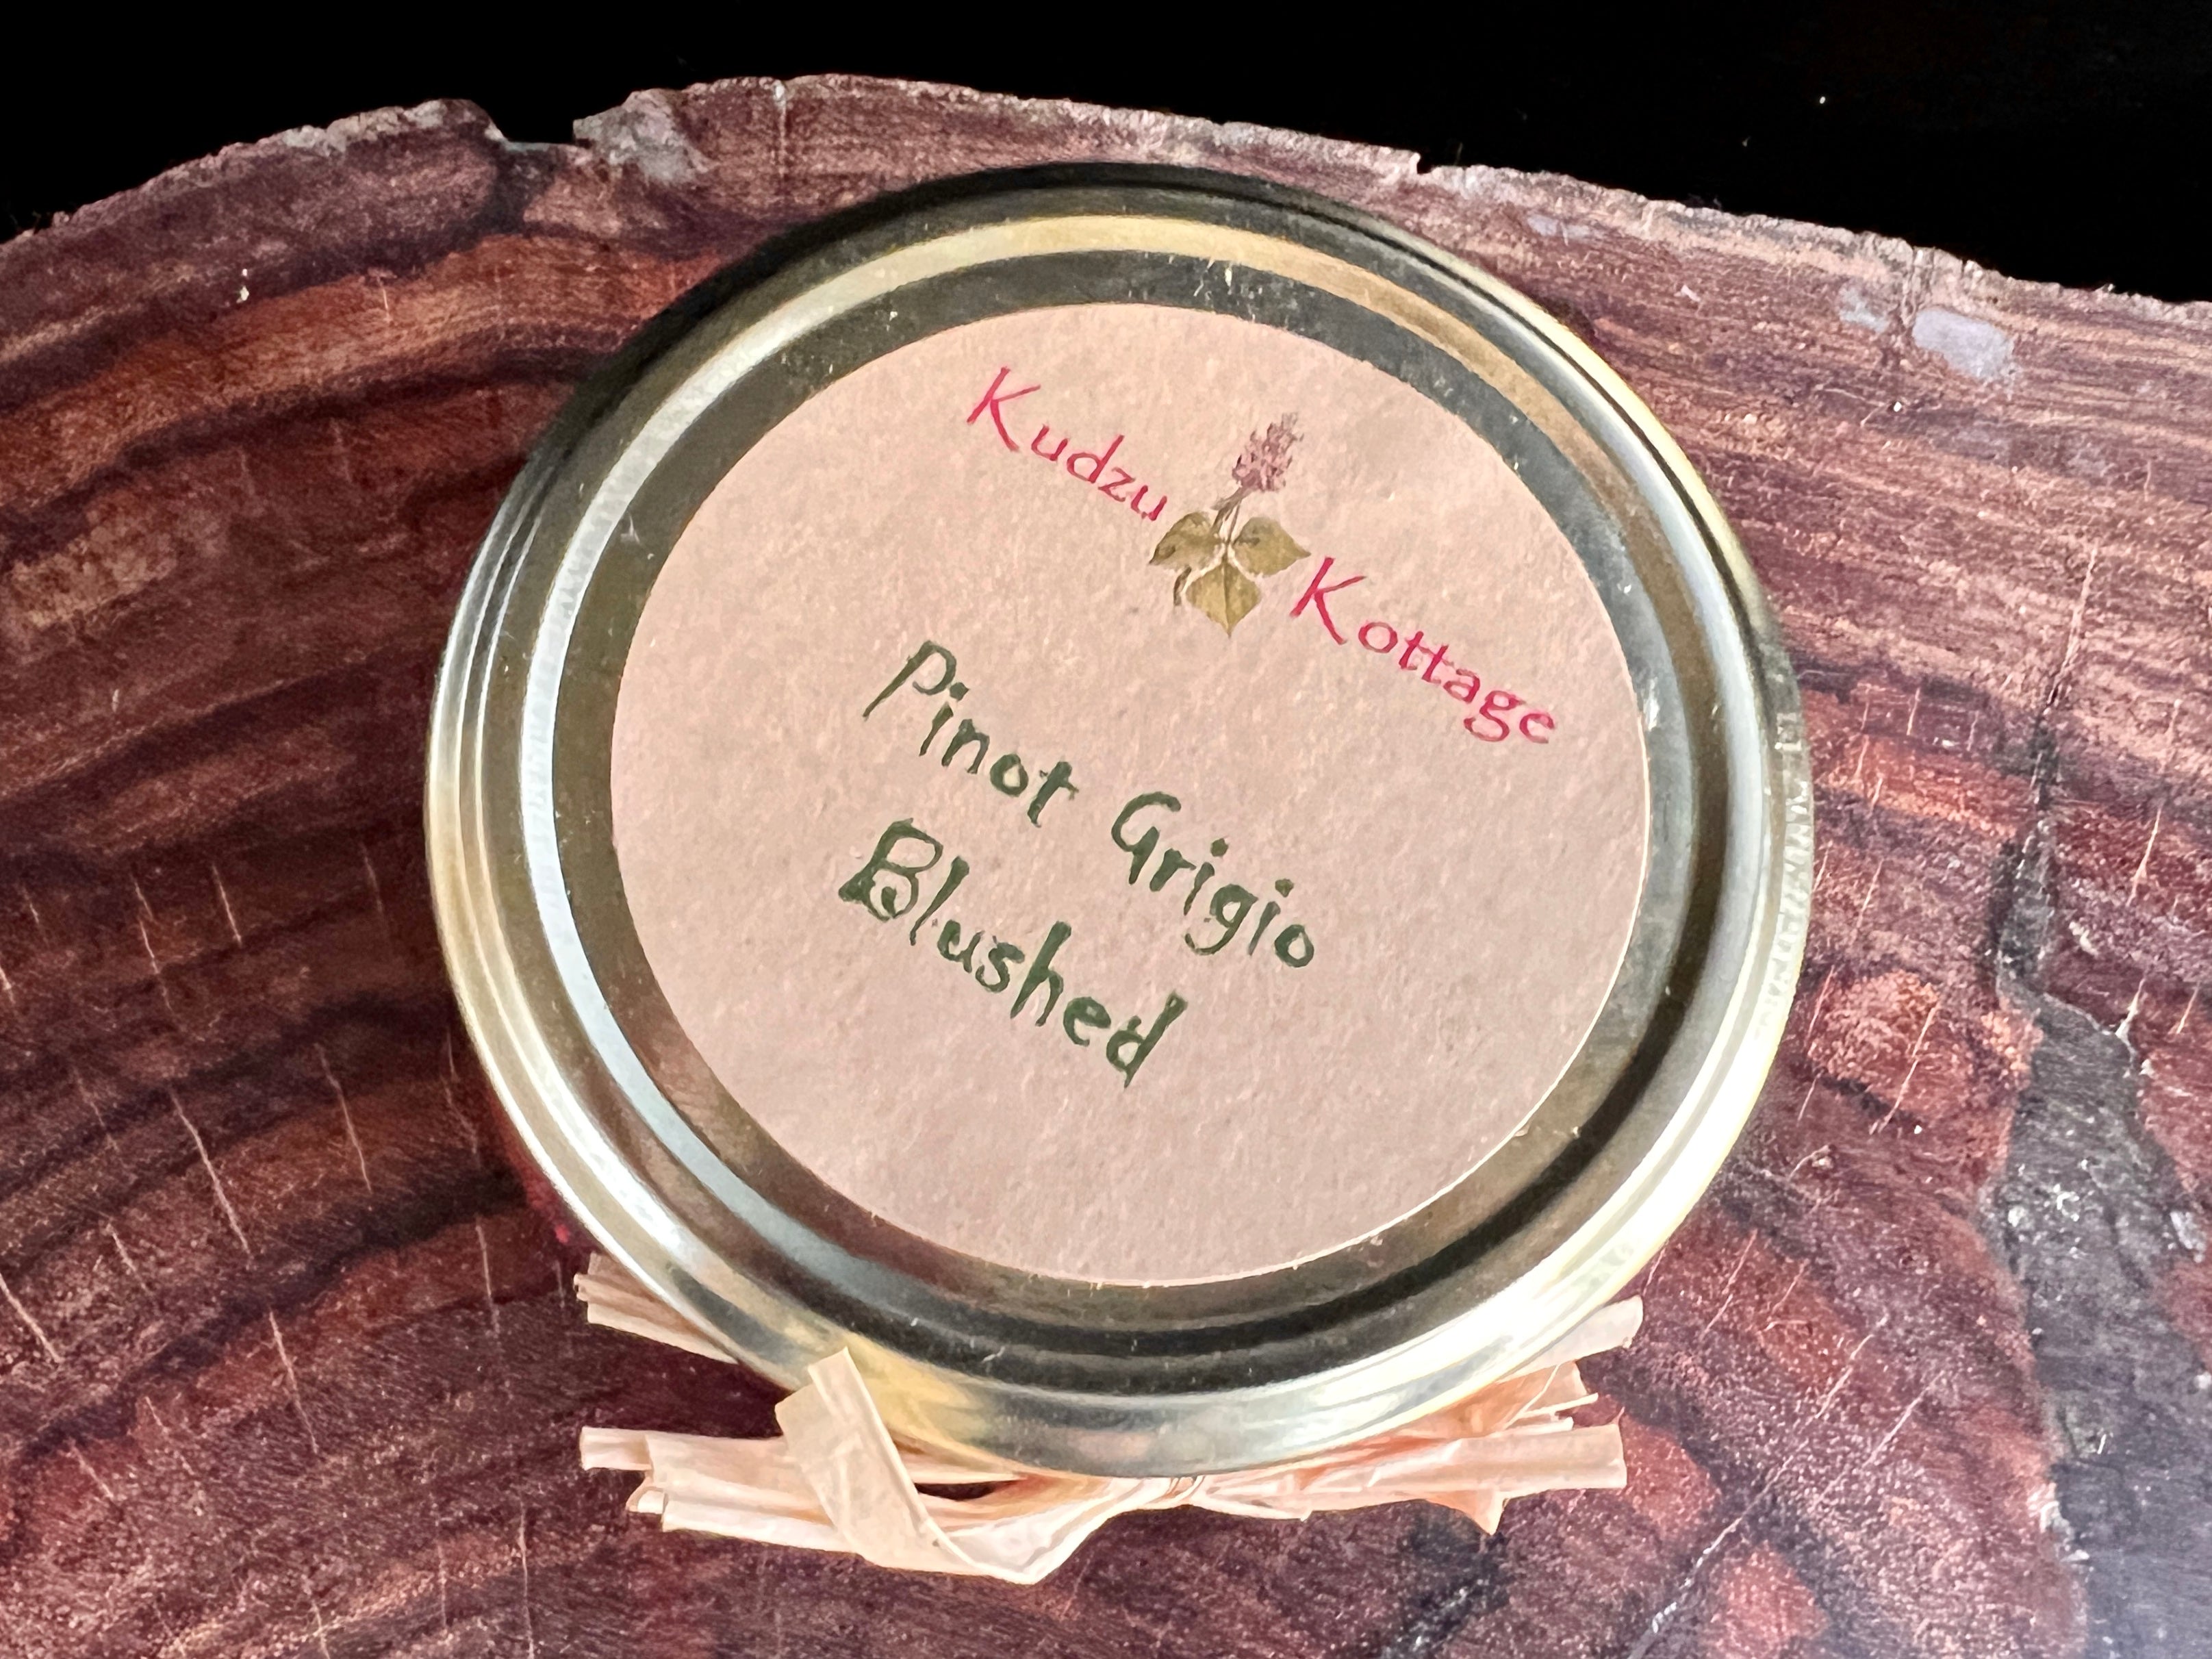 Kudzu Kottage
Pinot Grigio
Blushed